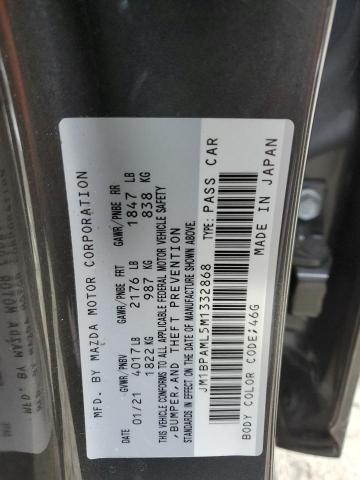 MFD. BY MAZDA MOTOR CORPORATION
DATE GVWR/PNBV GAWR/PNBE FRT GAWR/PNBE RR
01/21 4017 LB 2176 LB 1847 LB
1822 KG 987 KG 838 KG
THIS VEHICLE CONFORMS TO ALL APPLICABLE FEDERAL MOTOR VEHICLE SAFETY
, BUMPER, AND THEFT PREVENTION
STANDARDS IN EFFECT ON THE DATE OF MANUFACTURE SHOWN ABOVE.
JM1BPAML5M1332868 TYPE: PASS CAR
BODY COLOR CODE: 46G MADE IN JAPAN